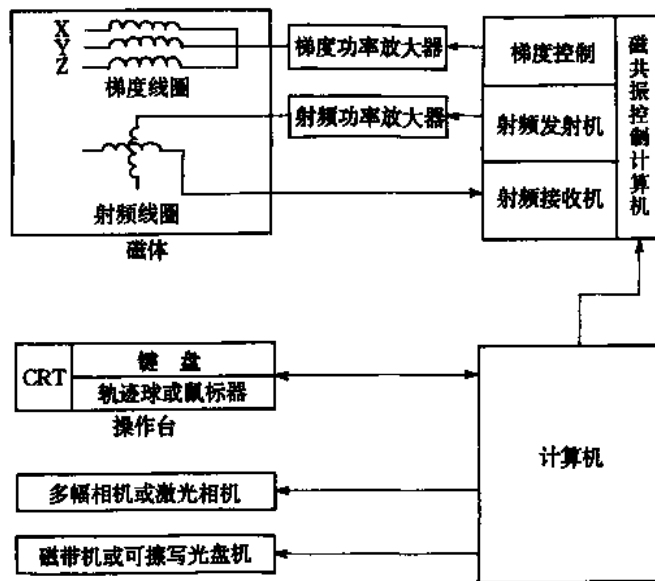 X
Y
Z
梯度线圈
梯度功率放大器
梯度控制
射频功率放大器
射频发射机
射频接收机
磁共振控制计算机
射频线圈
磁体
CRT
键 盘
轨迹球或鼠标器
操作台
计算机
多幅相机或激光相机
磁带机或可擦写光盘机